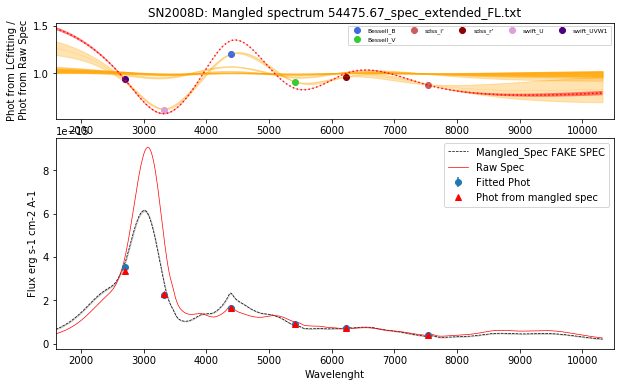 SN2008D: Mangled spectrum 54475.67_spec_extended_FL.txt
Phot from LCfitting /
Phot from Raw Spec
1.5
1.0
Bessell_B
Bessell_V
sdss_i'
sdss_r'
swift_U
swift_UVW1
2000 3000 4000 5000 6000 7000 8000 9000 10000
Flux erg s-1 cm-2 A-1
8
6
4
2
0
Mangled_Spec FAKE SPEC
Raw Spec
Fitted Phot
Phot from mangled spec
2000 3000 4000 5000 6000 7000 8000 9000 10000
Wavelenght